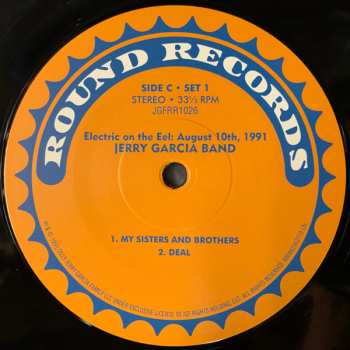 ROUND RECORDS
SIDE C • SET 1
STEREO • 33⅓ RPM
JGFRR1026
Electric on the Eel: August 10th, 1991
JERRY GARCIA BAND
1. MY SISTERS AND BROTHERS
2. DEAL